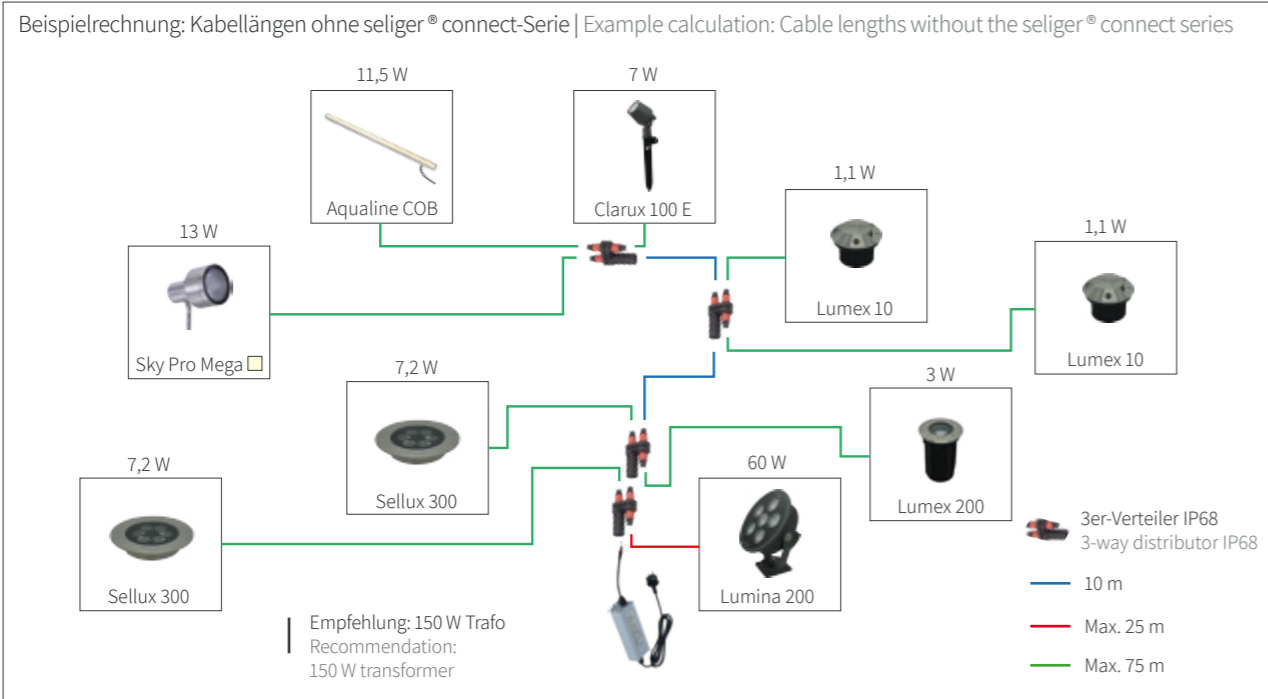 Beispielrechnung: Kabellängen ohne seliger® connect-Serie | Example calculation: Cable lengths without the seliger® connect series
11,5 W
Aqualine COB
7 W
Clarux 100 E
1,1 W
Lumex 10
1,1 W
Lumex 10
13 W
Sky Pro Mega
7,2 W
Sellux 300
3 W
Lumex 200
7,2 W
Sellux 300
60 W
Lumina 200
Empfehlung: 150 W Trafo
Recommendation:
150 W transformer
3er-Verteiler IP68
3-way distributor IP68
10 m
Max. 25 m
Max. 75 m